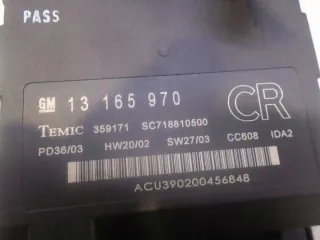 PASS
GM 13 165 970
CR
TEMIC 359171 SC718810500
PD36/03 HW20/02 SW27/03 CC608 IDA2
ACU390200456848